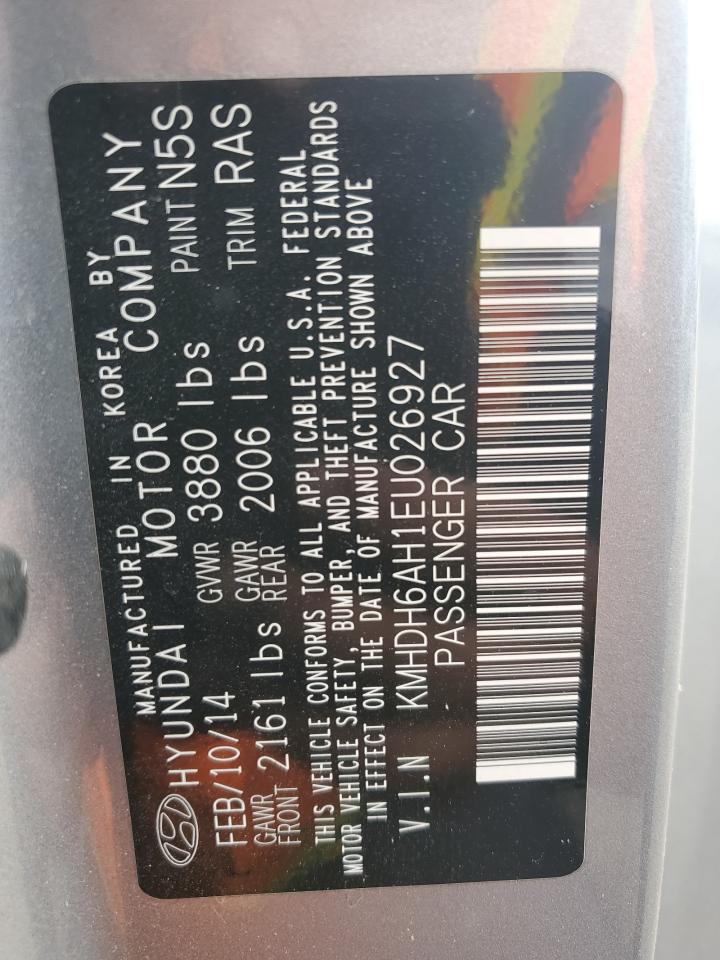 MANUFACTURED IN KOREA BY
HYUNDAI MOTOR COMPANY
FEB/10/14 GVWR 3880 lbs PAINT N5S
GAWR FRONT 2161 lbs GAWR REAR 2006 lbs TRIM RAS
THIS VEHICLE CONFORMS TO ALL APPLICABLE U.S.A. FEDERAL
MOTOR VEHICLE SAFETY, BUMPER, AND THEFT PREVENTION STANDARDS
IN EFFECT ON THE DATE OF MANUFACTURE SHOWN ABOVE
V.I.N KMHDH6AH1EU026927
PASSENGER CAR